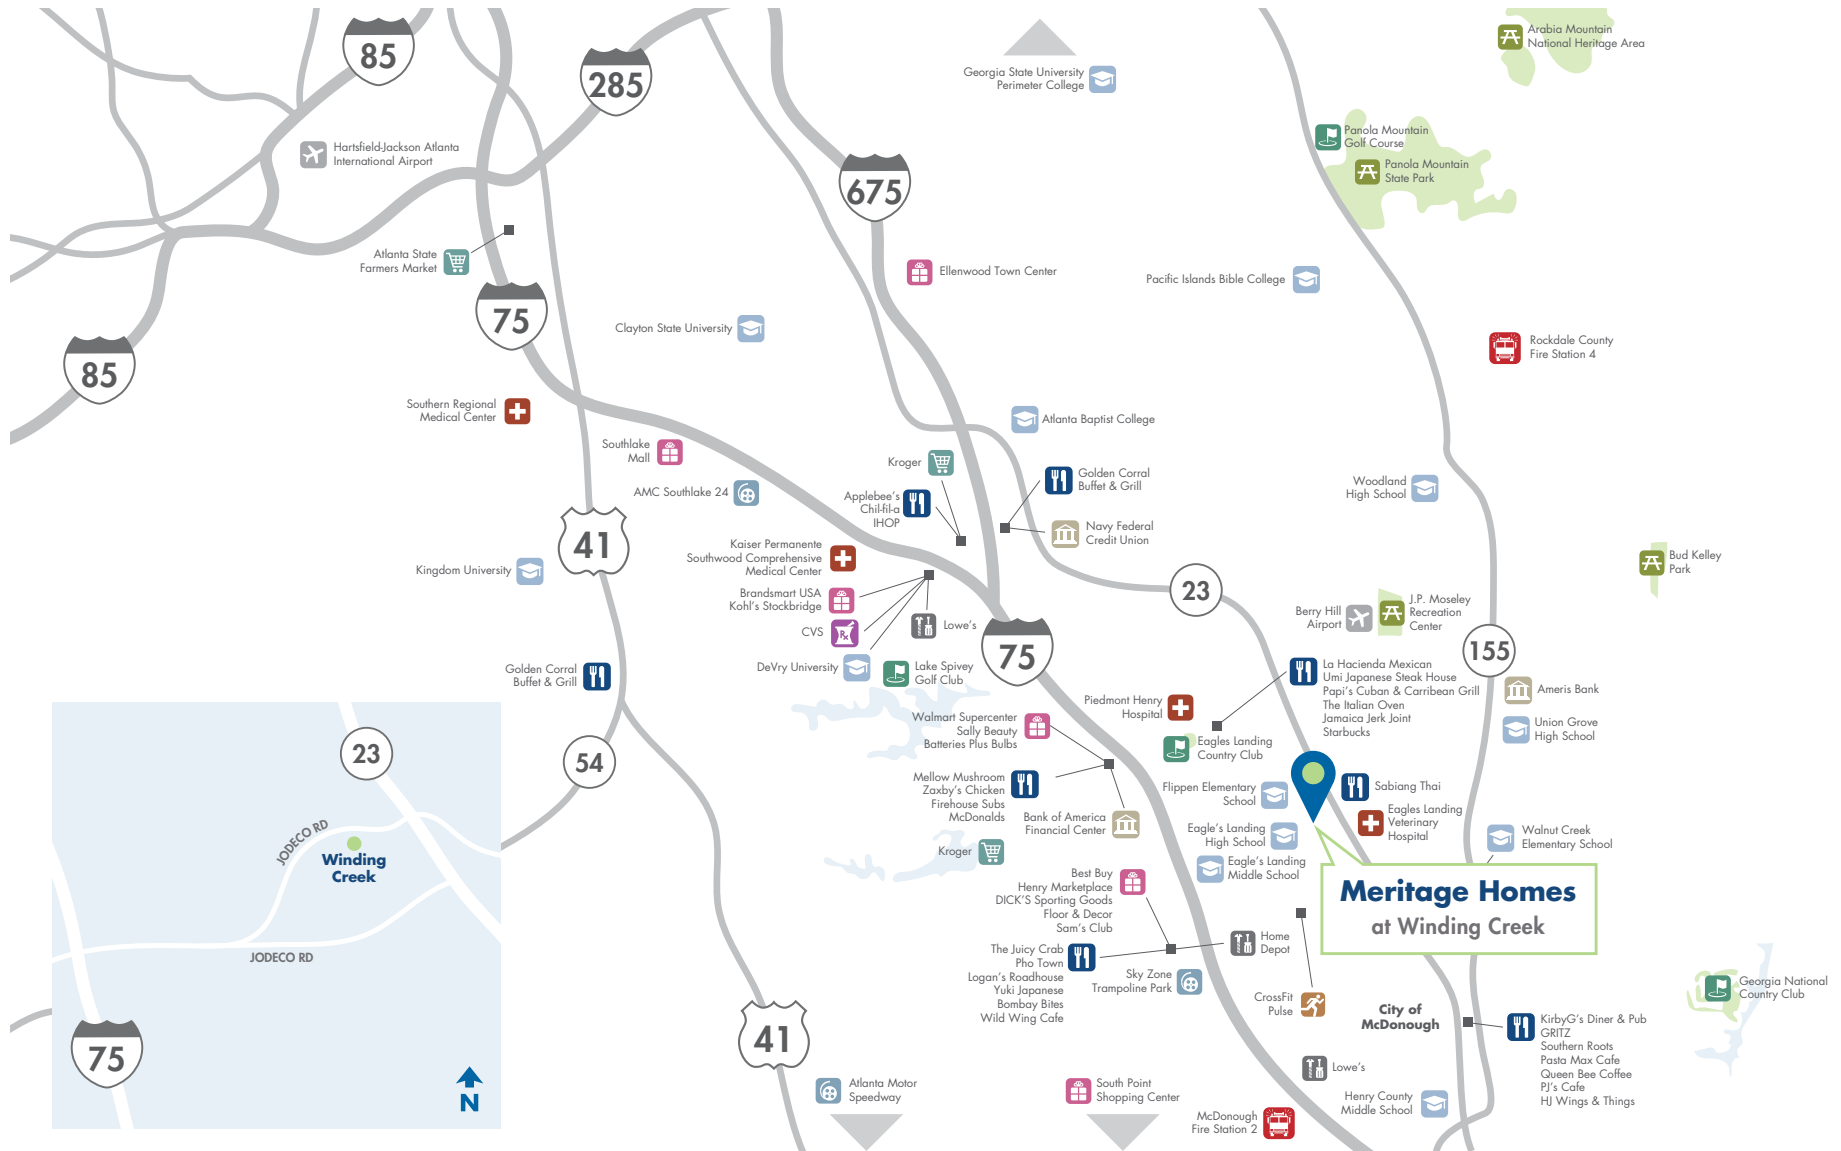 85
285
Georgia State University
Perimeter College
Arabia Mountain
National Heritage Area
Hartsfield-Jackson Atlanta
International Airport
675
Panola Mountain
Golf Course
Panola Mountain
State Park
Atlanta State
Farmers Market
Ellenwood Town Center
Pacific Islands Bible College
75
Clayton State University
Rockdale County
Fire Station 4
85
Southern Regional
Medical Center
Atlanta Baptist College
Southlake
Mall
Kroger
Golden Corral
Buffet & Grill
AMC Southlake 24
Applebee's
Chil-fil-a
IHOP
Woodland
High School
Navy Federal
Credit Union
41
Kaiser Permanente
Southwood Comprehensive
Medical Center
Kingdom University
Bud Kelley
Park
Brandsmart USA
Kohl's Stockbridge
23
Berry Hill
Airport
J.P. Moseley
Recreation
Center
CVS
Rx
Lowe's
75
155
DeVry University
Lake Spivey
Golf Club
Golden Corral
Buffet & Grill
La Hacienda Mexican
Umi Japanese Steak House
Papi's Cuban & Carribean Grill
The Italian Oven
Jamaica Jerk Joint
Starbucks
Ameris Bank
Piedmont Henry
Hospital
Union Grove
High School
Walmart Supercenter
Sally Beauty
Batteries Plus Bulbs
Eagles Landing
Country Club
54
Mellow Mushroom
Zaxby's Chicken
Firehouse Subs
McDonalds
Flippen Elementary
School
Sabiang Thai
Bank of America
Financial Center
Eagles Landing
Veterinary
Hospital
Eagle's Landing
High School
Walnut Creek
Elementary School
Kroger
Eagle's Landing
Middle School
Best Buy
Henry Marketplace
DICK'S Sporting Goods
Floor & Decor
Sam's Club
Meritage Homes
at Winding Creek
Home
Depot
The Juicy Crab
Pho Town
Logan's Roadhouse
Yuki Japanese
Bombay Bites
Wild Wing Cafe
Sky Zone
Trampoline Park
CrossFit
Pulse
Georgia National
Country Club
City of
McDonough
KirbyG's Diner & Pub
GRITZ
Southern Roots
Pasta Max Cafe
Queen Bee Coffee
PJ's Cafe
HJ Wings & Things
41
Lowe's
Atlanta Motor
Speedway
South Point
Shopping Center
Henry County
Middle School
McDonough
Fire Station 2
23
JODECO RD
Winding
Creek
JODECO RD
75
N